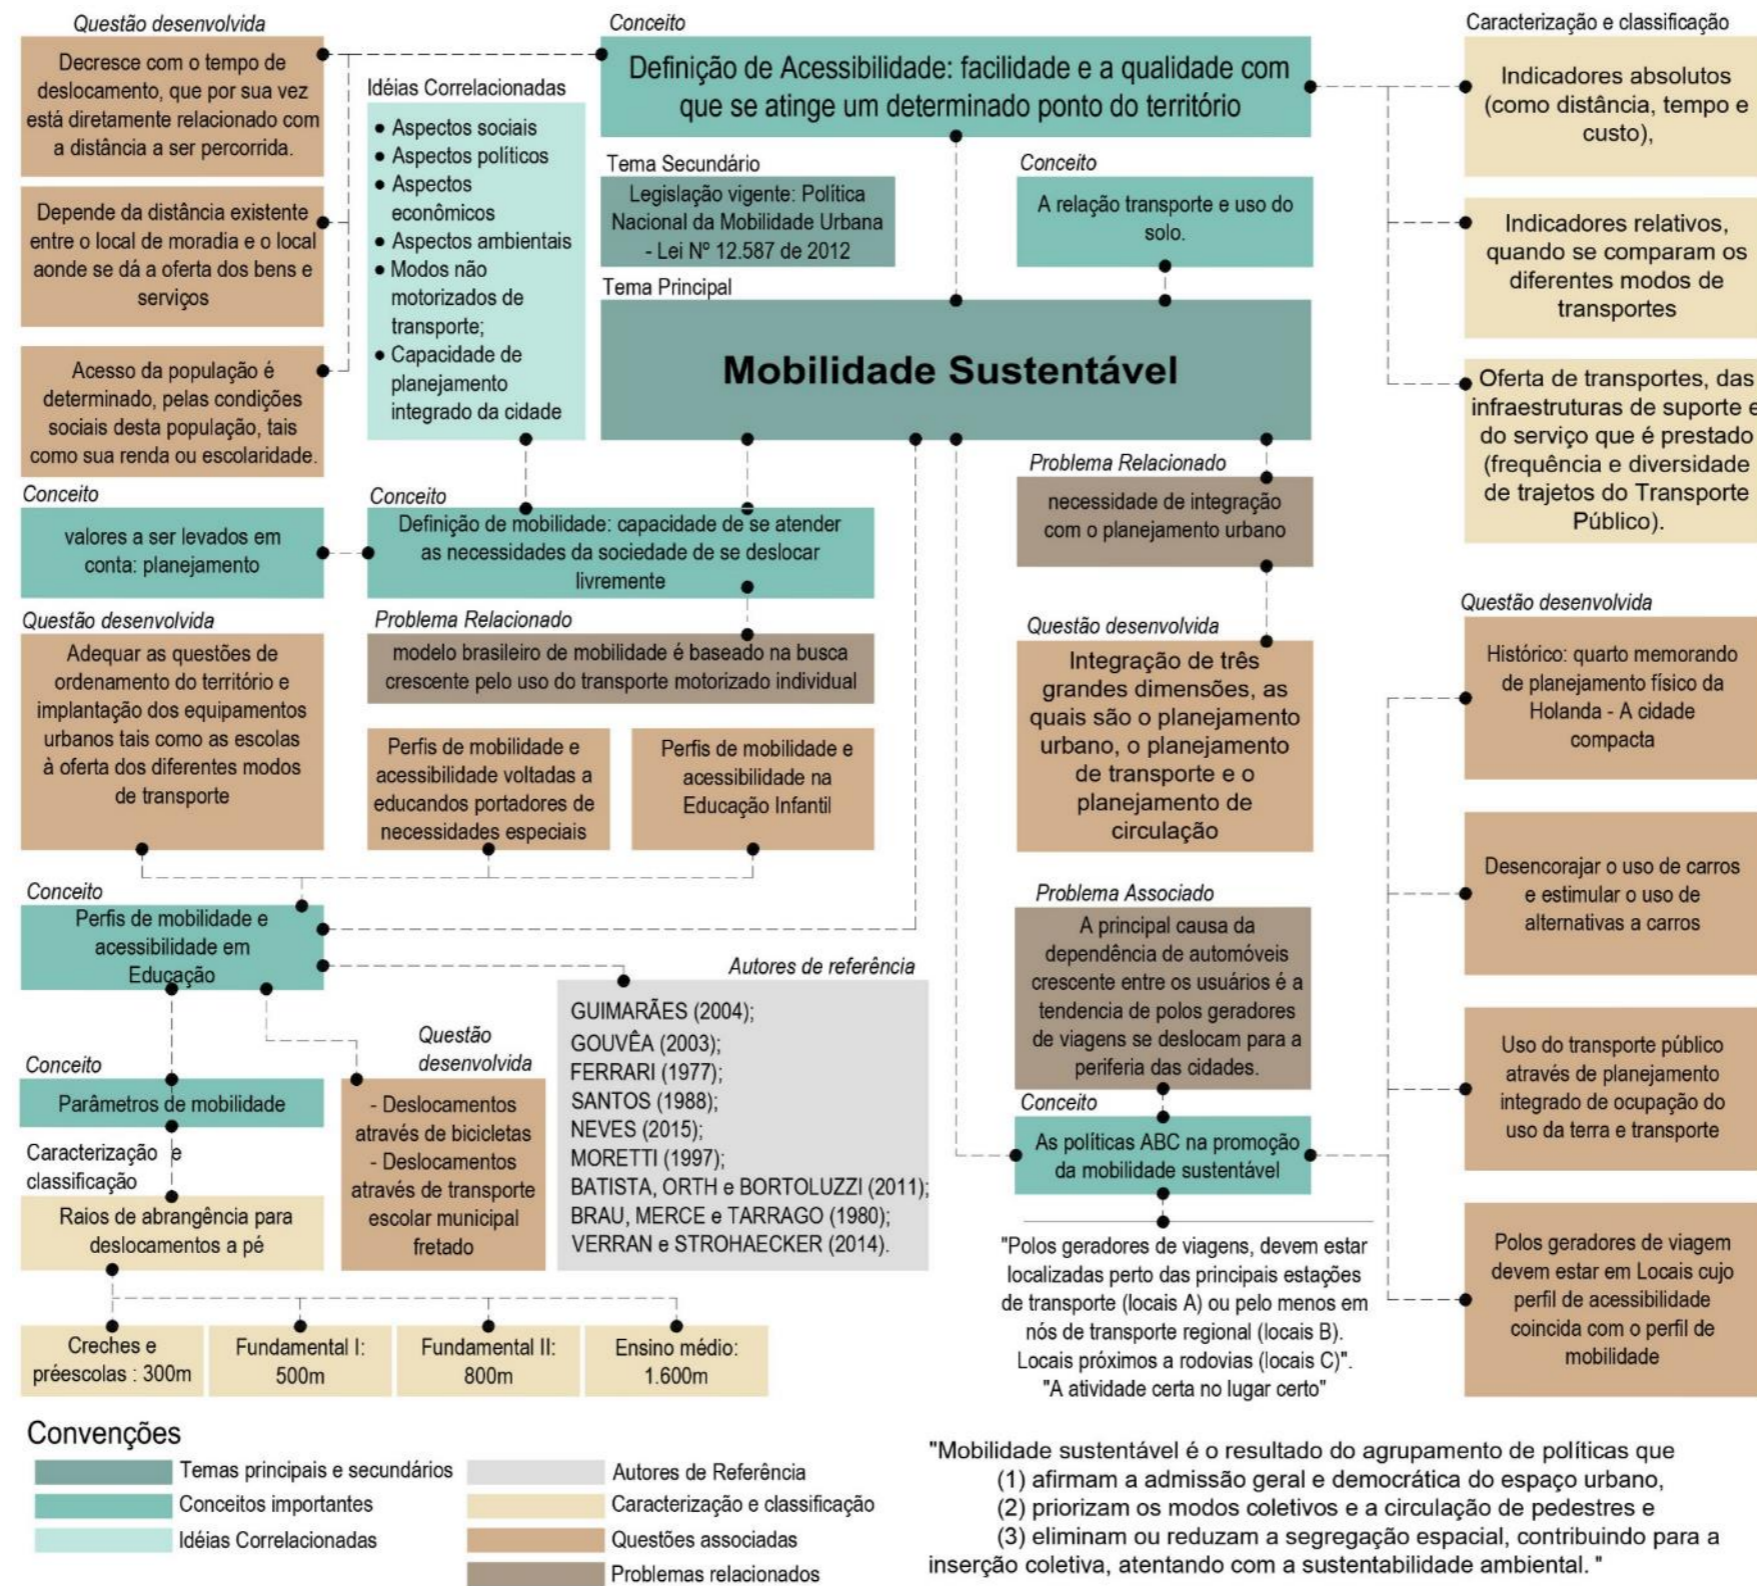 Questão desenvolvida
Decresce com o tempo de
deslocamento, que por sua vez
está diretamente relacionado com
a distância a ser percorrida.
Depende da distância existente
entre o local de moradia e o local
aonde se dá a oferta dos bens e
serviços
Acesso da população é
determinado, pelas condições
sociais desta população, tais
como sua renda ou escolaridade.
Idéias Correlacionadas
● Aspectos sociais
● Aspectos políticos
● Aspectos
econômicos
● Aspectos ambientais
● Modos não
motorizados de
transporte;
● Capacidade de
planejamento
integrado da cidade
Conceito
Definição de Acessibilidade: facilidade e a qualidade com
que se atinge um determinado ponto do território
Tema Secundário
Legislação vigente: Política
Nacional da Mobilidade Urbana
- Lei Nº 12.587 de 2012
Conceito
A relação transporte e uso do
solo.
Tema Principal
Mobilidade Sustentável
Caracterização e classificação
Indicadores absolutos
(como distância, tempo e
custo),
Indicadores relativos,
quando se comparam os
diferentes modos de
transportes
Oferta de transportes, das
infraestruturas de suporte e
do serviço que é prestado
(frequência e diversidade
de trajetos do Transporte
Público).
Conceito
valores a ser levados em
conta: planejamento
Conceito
Definição de mobilidade: capacidade de se atender
as necessidades da sociedade de se deslocar
livremente
Problema Relacionado
necessidade de integração
com o planejamento urbano
Questão desenvolvida
Adequar as questões de
ordenamento do território e
implantação dos equipamentos
urbanos tais como as escolas
à oferta dos diferentes modos
de transporte
Problema Relacionado
modelo brasileiro de mobilidade é baseado na busca
crescente pelo uso do transporte motorizado individual
Perfis de mobilidade e
acessibilidade voltadas a
educandos portadores de
necessidades especiais
Perfis de mobilidade e
acessibilidade na
Educação Infantil
Questão desenvolvida
Integração de três
grandes dimensões, as
quais são o planejamento
urbano, o planejamento
de transporte e o
planejamento de
circulação
Questão desenvolvida
Histórico: quarto memorando
de planejamento físico da
Holanda - A cidade
compacta
Desencorajar o uso de carros
e estimular o uso de
alternativas a carros
Uso do transporte público
através de planejamento
integrado de ocupação do
uso da terra e transporte
Polos geradores de viagem
devem estar em Locais cujo
perfil de acessibilidade
coincida com o perfil de
mobilidade
Conceito
Perfis de mobilidade e
acessibilidade em
Educação
Conceito
Parâmetros de mobilidade
Caracterização e
classificação
Raios de abrangência para
deslocamentos a pé
Questão
desenvolvida
- Deslocamentos
através de bicicletas
- Deslocamentos
através de transporte
escolar municipal
fretado
Autores de referência
GUIMARÃES (2004);
GOUVÊA (2003);
FERRARI (1977);
SANTOS (1988);
NEVES (2015);
MORETTI (1997);
BATISTA, ORTH e BORTOLUZZI (2011);
BRAU, MERCE e TARRAGO (1980);
VERRAN e STROHAECKER (2014).
Problema Associado
A principal causa da
dependência de automóveis
crescente entre os usuários é a
tendencia de polos geradores
de viagens se deslocam para a
periferia das cidades.
Conceito
As políticas ABC na promoção
da mobilidade sustentável
"Polos geradores de viagens, devem estar
localizadas perto das principais estações
de transporte (locais A) ou pelo menos em
nós de transporte regional (locais B).
Locais próximos a rodovias (locais C)".
"A atividade certa no lugar certo"
Creches e
préescolas : 300m
Fundamental I:
500m
Fundamental II:
800m
Ensino médio:
1.600m
Convenções
Temas principais e secundários
Conceitos importantes
Idéias Correlacionadas
Autores de Referência
Caracterização e classificação
Questões associadas
Problemas relacionados
"Mobilidade sustentável é o resultado do agrupamento de políticas que
(1) afirmam a admissão geral e democrática do espaço urbano,
(2) priorizam os modos coletivos e a circulação de pedestres e
(3) eliminam ou reduzam a segregação espacial, contribuindo para a
inserção coletiva, atentando com a sustentabilidade ambiental. "